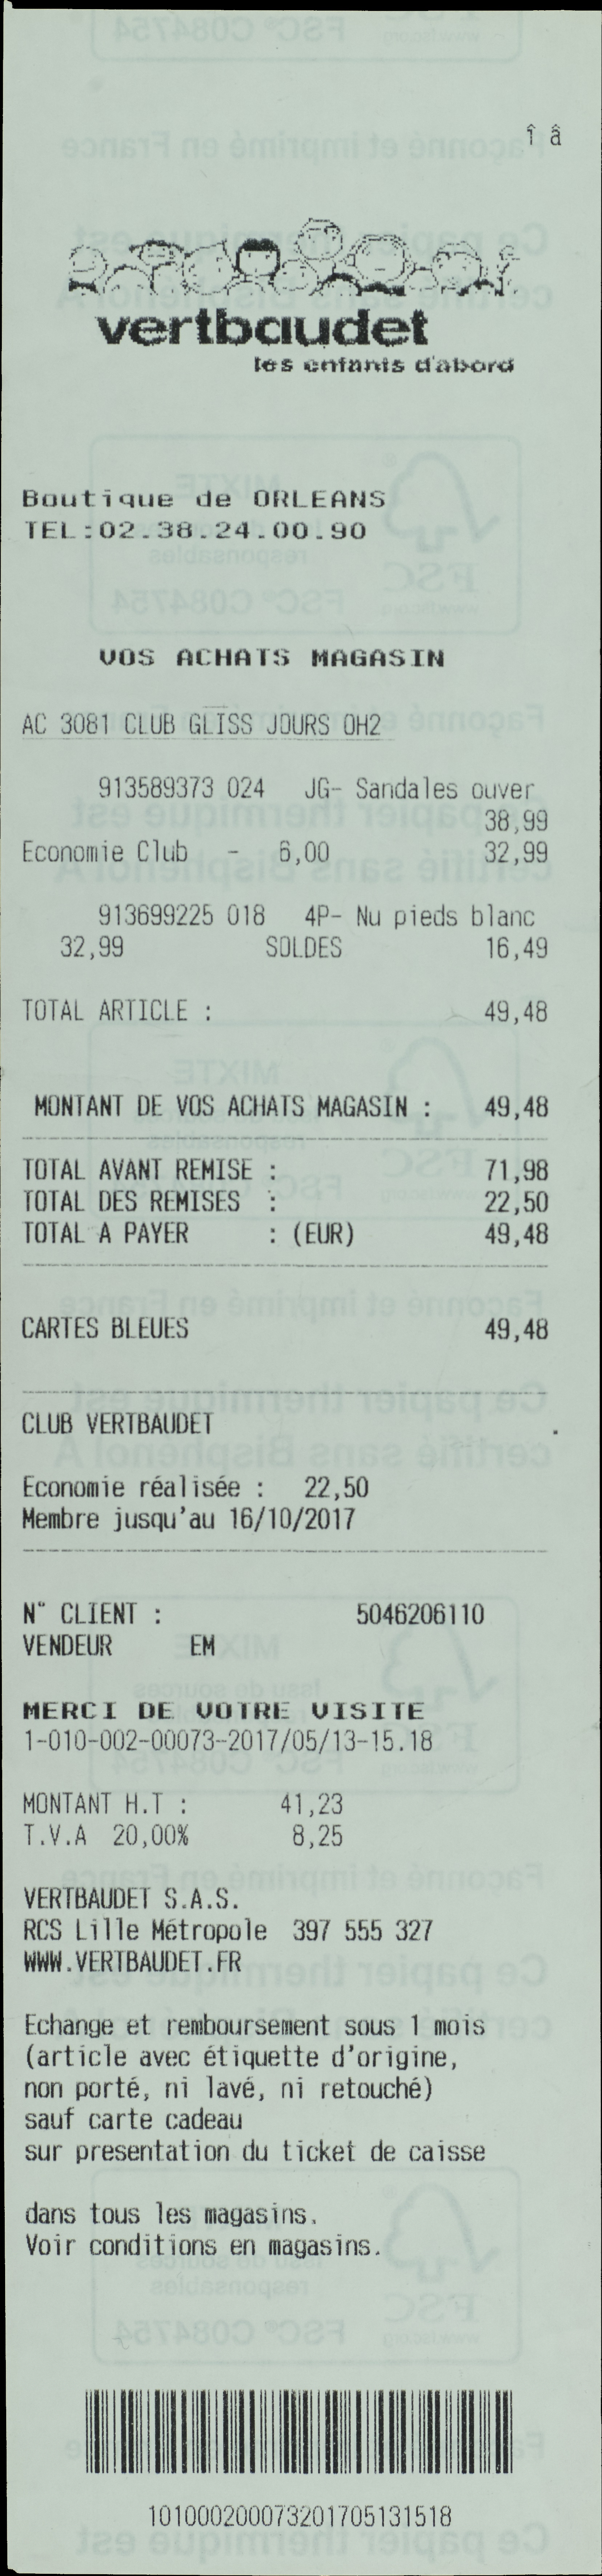 î â
vertbaudet
les enfants d'abord
Boutique de ORLEANS
TEL:02.38.24.00.90
VOS ACHATS MAGASIN
AC 3081 CLUB GLISS JOURS OH2
913589373 024 JG- Sandales ouver
38,99
Economie Club - 6,00 32,99
913699225 018 4P- Nu pieds blanc
32,99 SOLDES 16,49
TOTAL ARTICLE : 49,48
MONTANT DE VOS ACHATS MAGASIN : 49,48
TOTAL AVANT REMISE : 71,98
TOTAL DES REMISES : 22,50
TOTAL A PAYER : (EUR) 49,48
CARTES BLEUES 49,48
CLUB VERTBAUDET
Economie réalisée : 22,50
Membre jusqu'au 16/10/2017
N° CLIENT : 5046206110
VENDEUR EM
MERCI DE VOTRE VISITE
1-010-002-00073-2017/05/13-15.18
MONTANT H.T : 41,23
T.V.A 20,00% 8,25
VERTBAUDET S.A.S.
RCS Lille Métropole 397 555 327
WWW.VERTBAUDET.FR
Echange et remboursement sous 1 mois
(article avec étiquette d'origine,
non porté, ni lavé, ni retouché)
sauf carte cadeau
sur presentation du ticket de caisse
dans tous les magasins.
Voir conditions en magasins.
101000200073201705131518